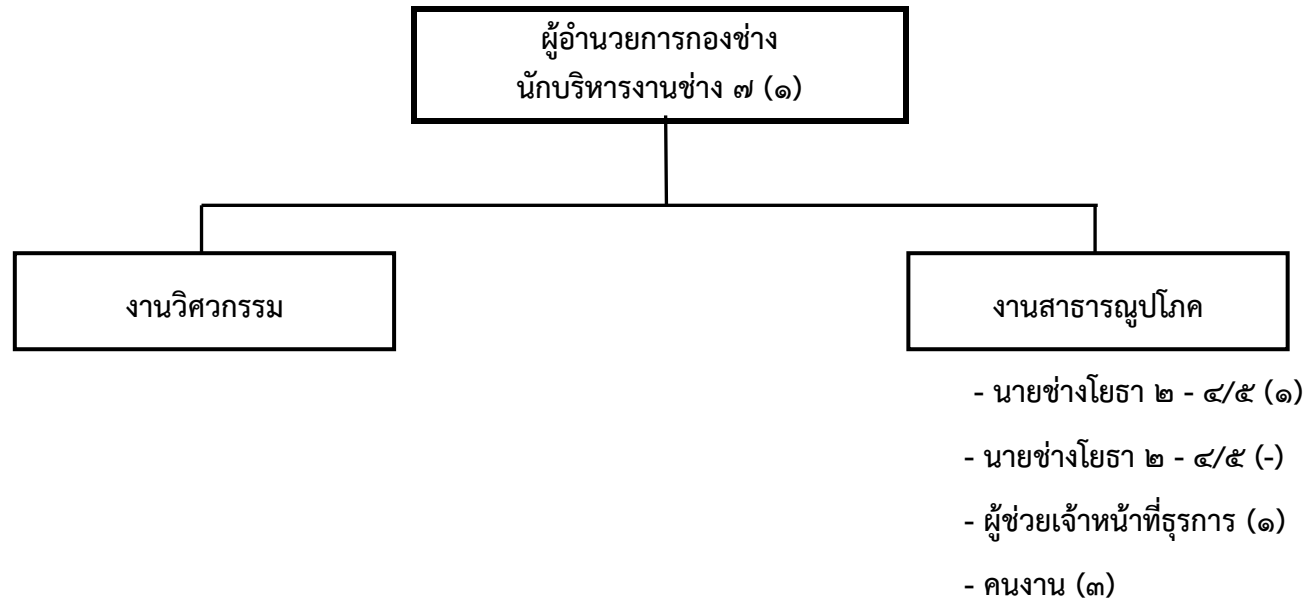 ผู้อำนวยการกองช่าง
นักบริหารงานช่าง ๗ (๑)
งานวิศวกรรม
งานสาธารณูปโภค
- นายช่างโยธา ๒ - ๔/๕ (๑)
- นายช่างโยธา ๒ - ๔/๕ (-)
- ผู้ช่วยเจ้าหน้าที่ธุรการ (๑)
- คนงาน (๓)